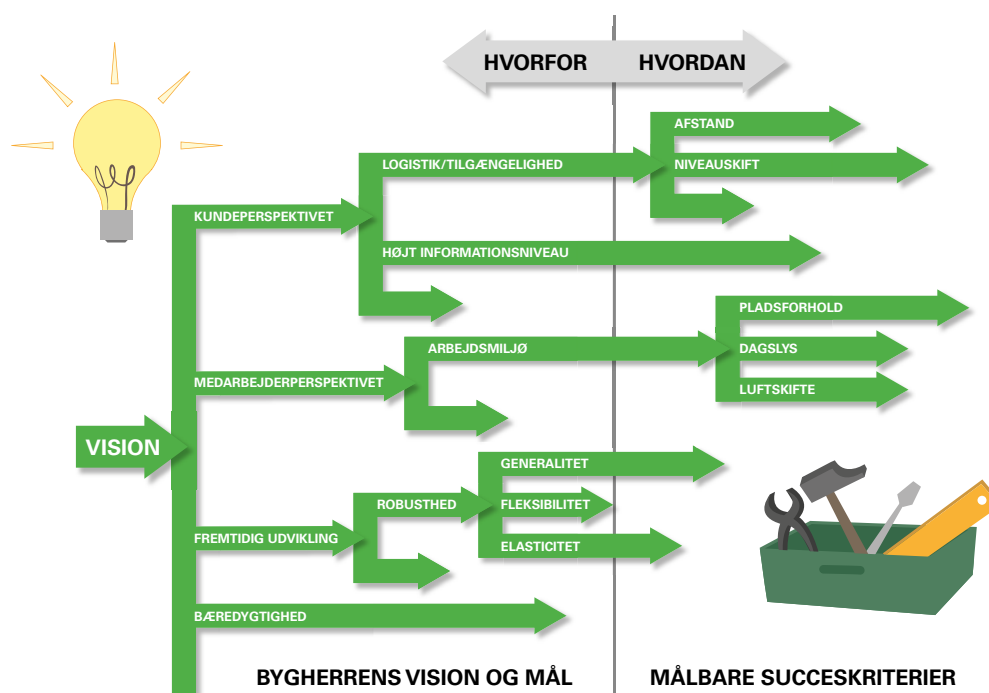 HVORFOR HVORDAN
AFSTAND
LOGISTIK/TILGÆNGELIGHED
NIVEAUSKIFT
KUNDEPERSPEKTIVET
HØJT INFORMATIONSNIVEAU
PLADSFORHOLD
ARBEJDSMILJØ
DAGSLYS
MEDARBEJDERPERSPEKTIVET
LUFTSKIFTE
VISION
GENERALITET
ROBUSTHED
FLEKSIBILITET
FREMTIDIG UDVIKLING
ELASTICITET
BÆREDYGTIGHED
BYGHERRENS VISION OG MÅL
MÅLBARE SUCCESKRITERIER